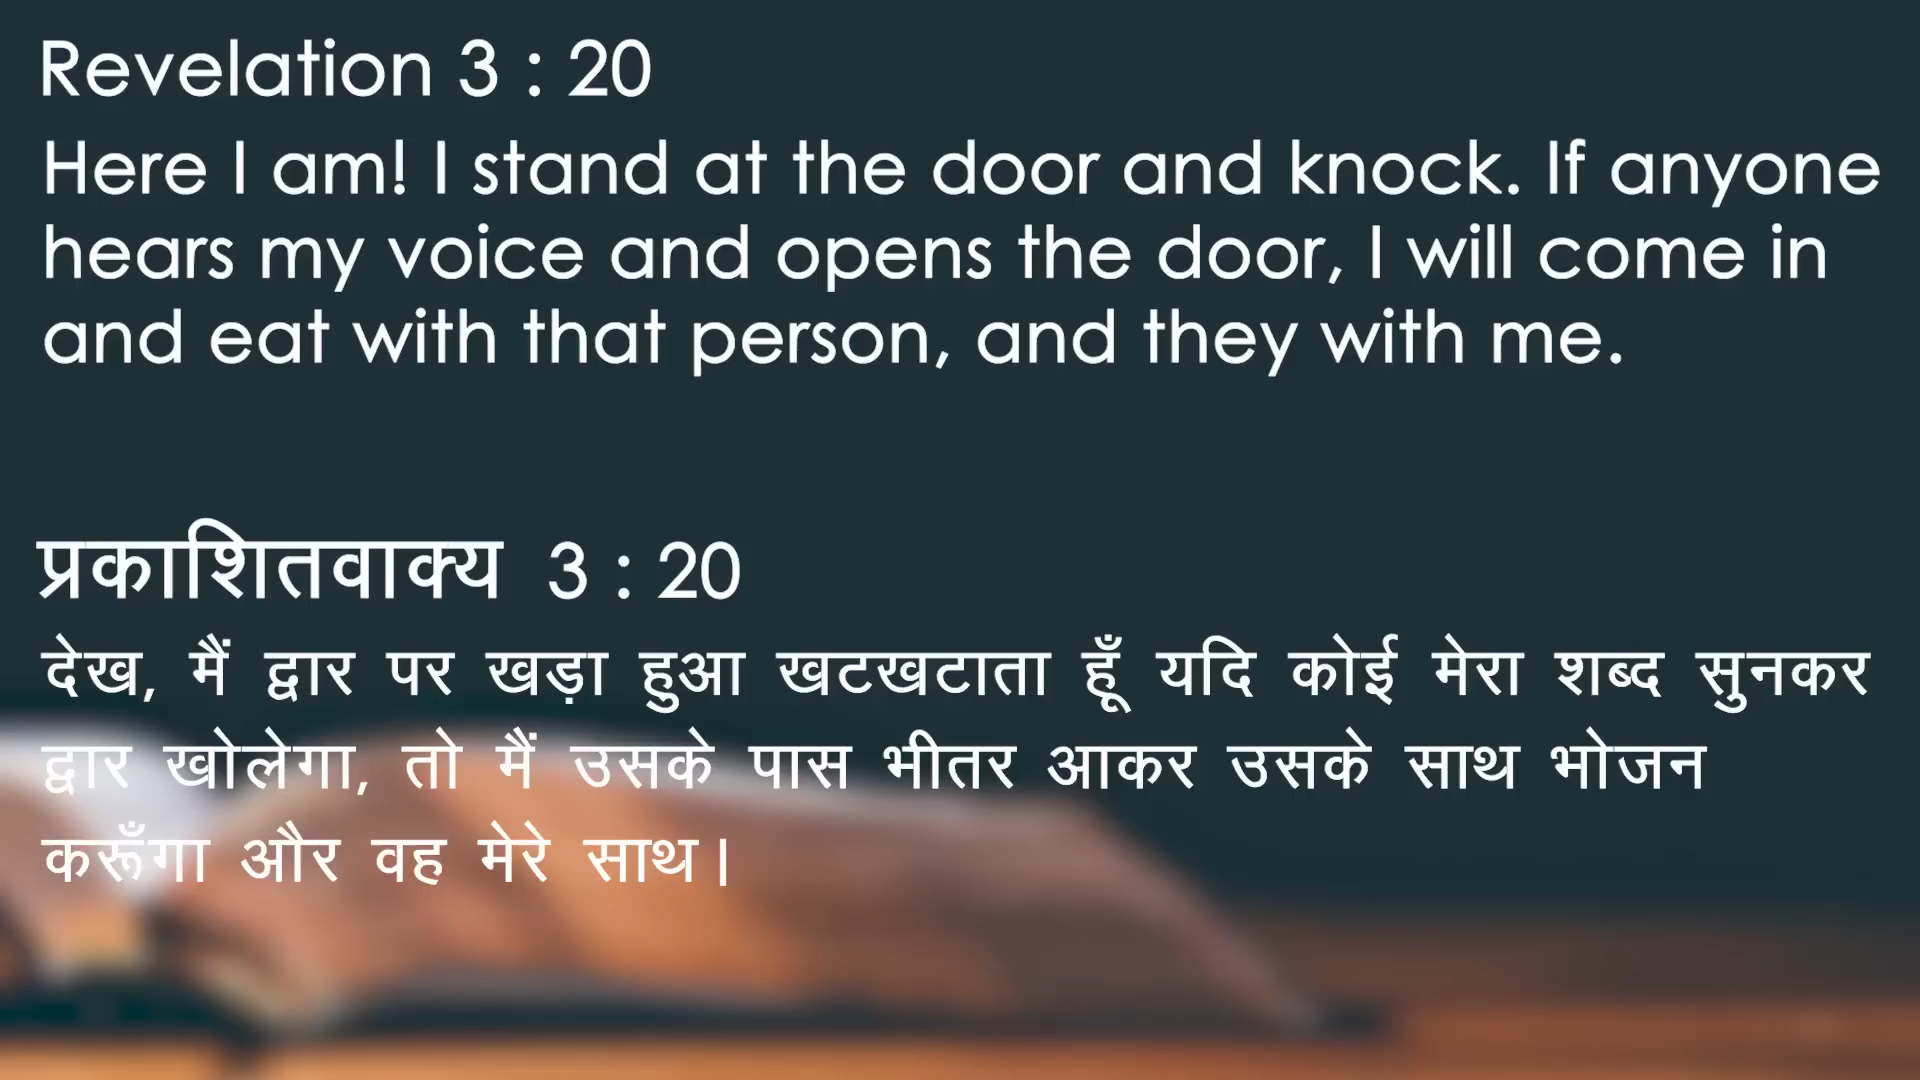 Revelation 3 : 20
Here I am! I stand at the door and knock. If anyone
hears my voice and opens the door, I will come in
and eat with that person, and they with me.
प्रकाशितवाक्य 3 : 20
देख, मैं द्वार पर खड़ा हुआ खटखटाता हूँ यदि कोई मेरा शब्द सुनकर
द्वार खोलेगा, तो मैं उसके पास भीतर आकर उसके साथ भोजन
करूँगा और वह मेरे साथ।